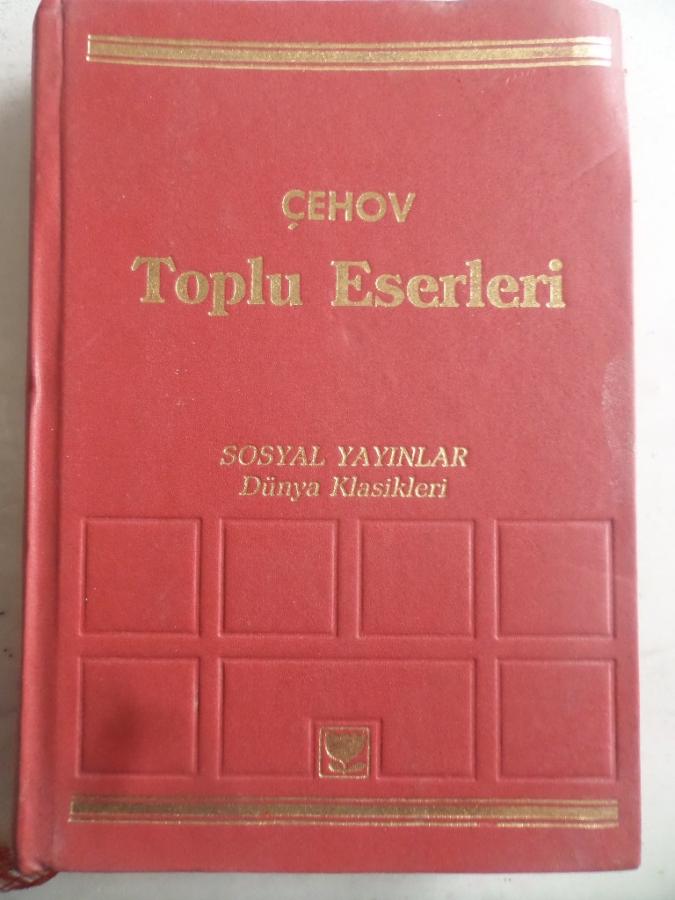 ÇEHOV
Toplu Eserleri
SOSYAL YAYINLAR
Dünya Klasikleri